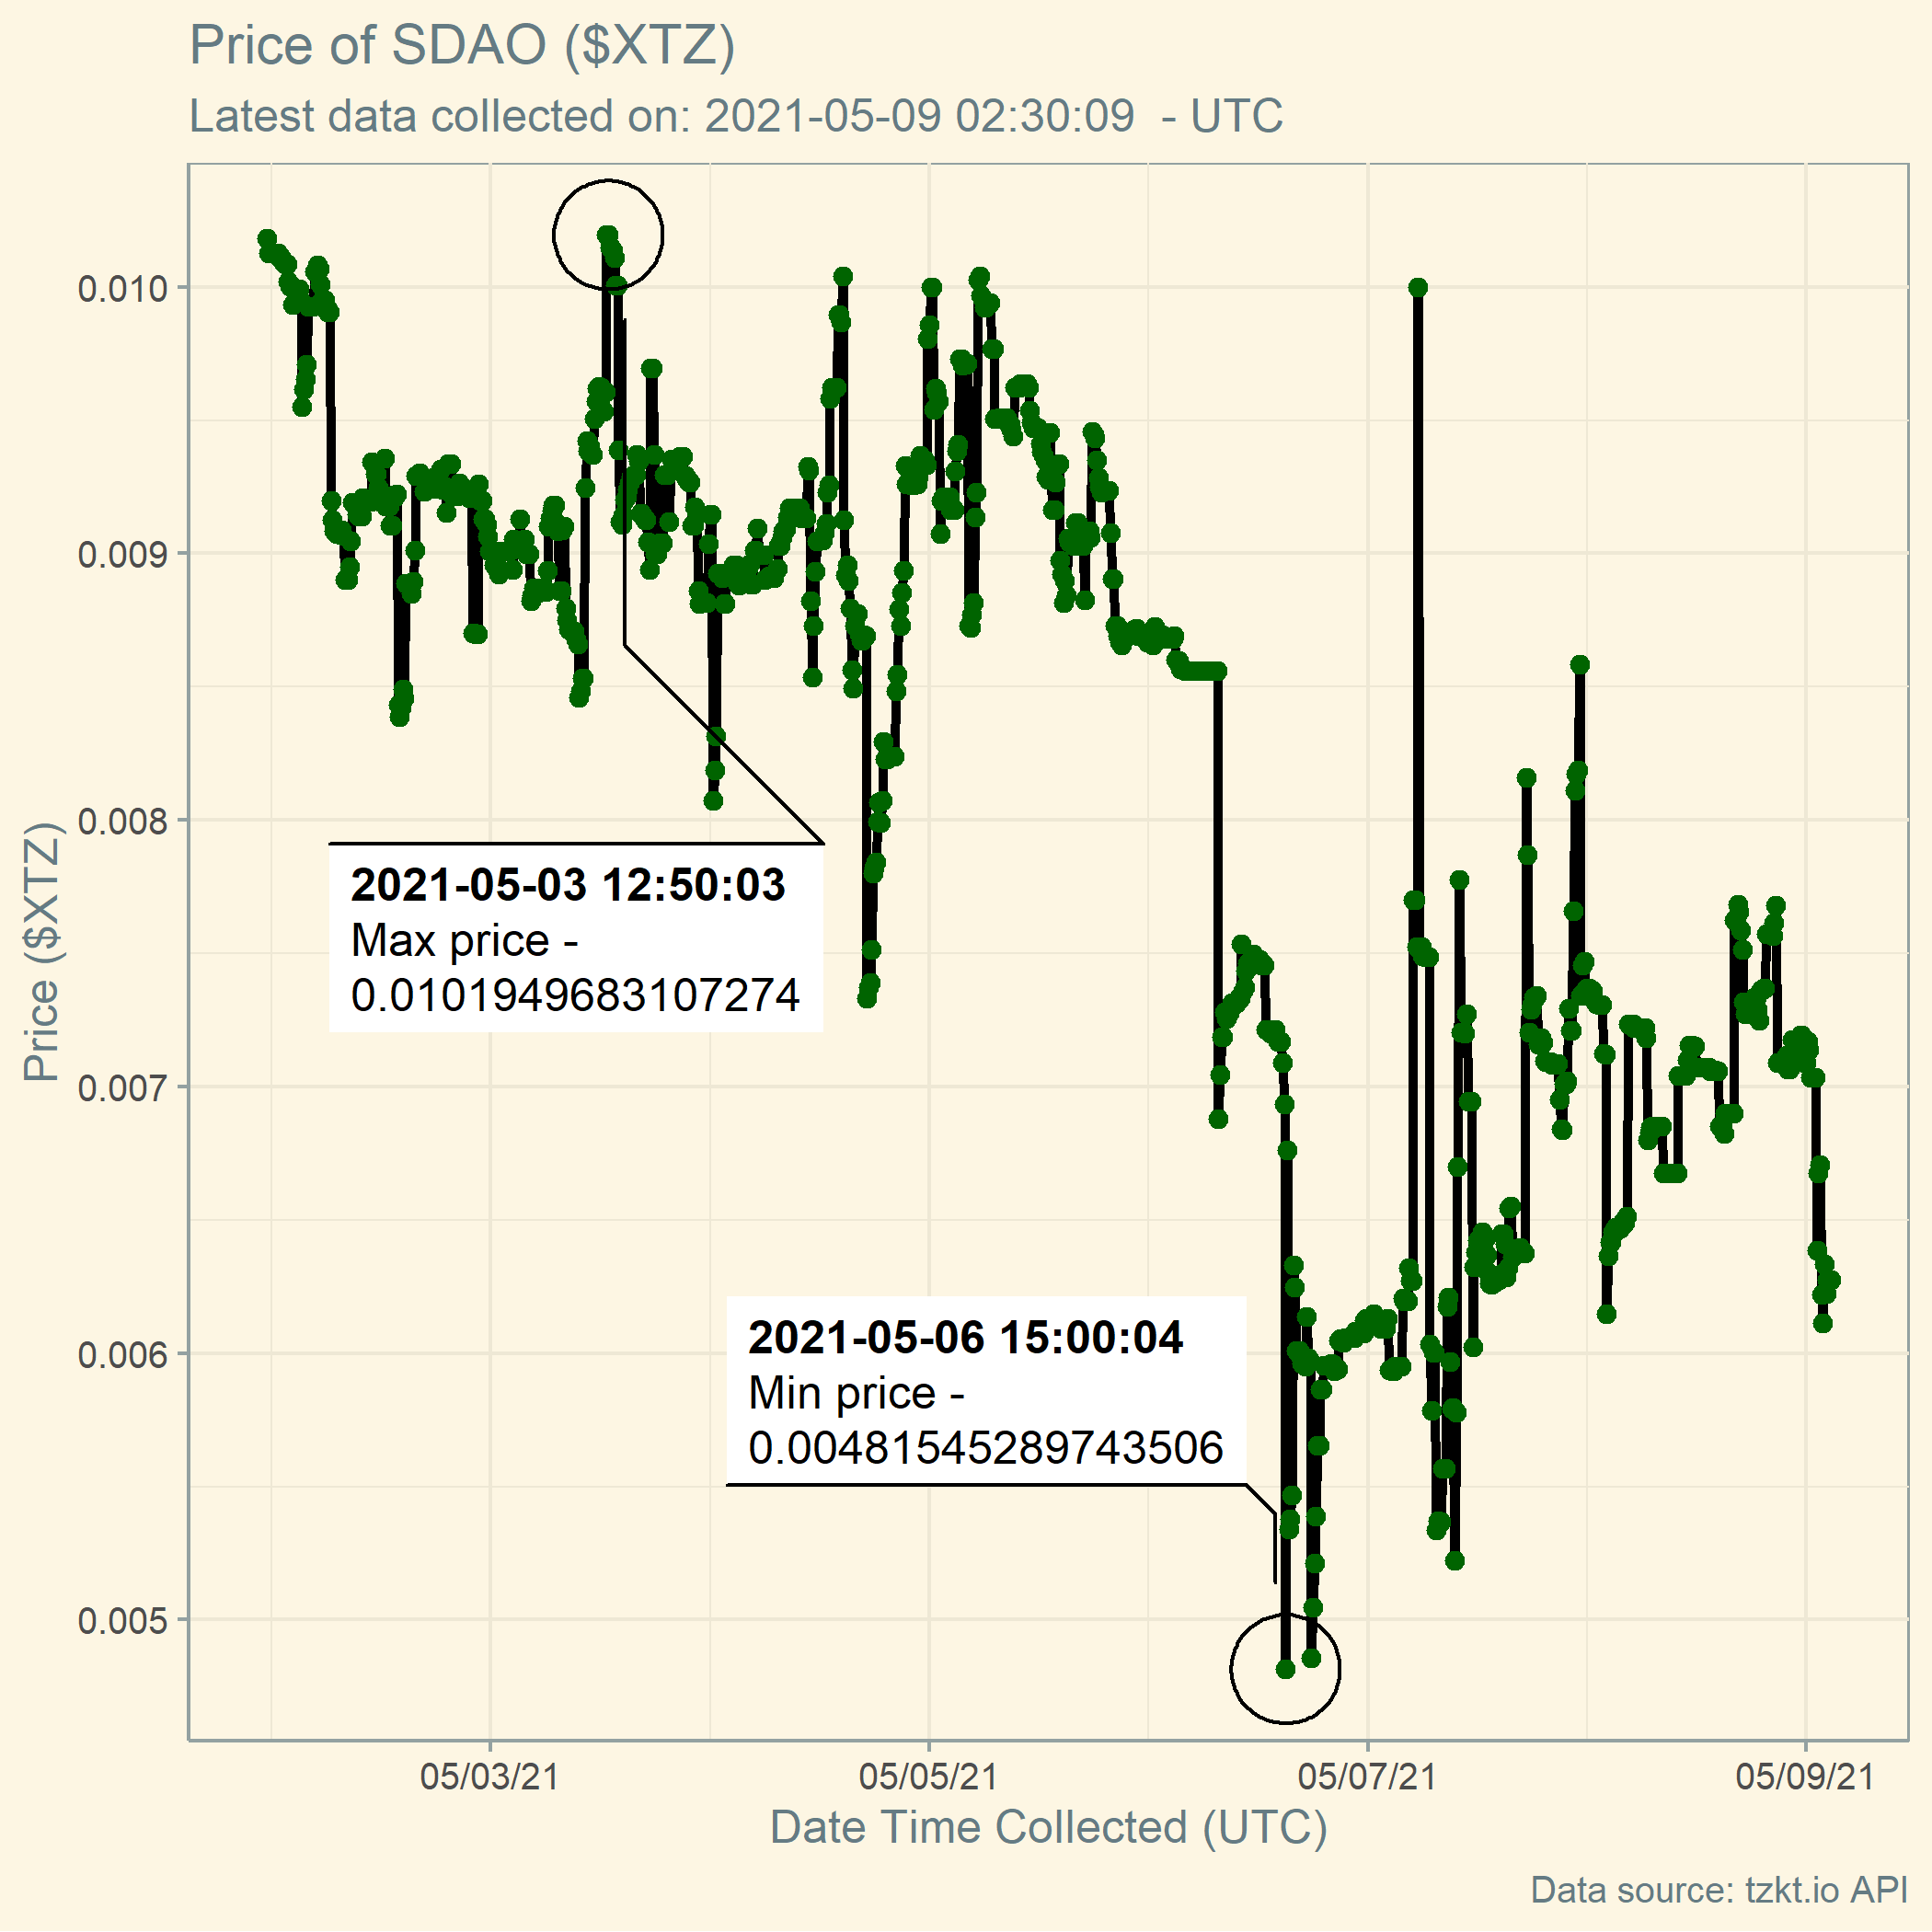 Price of SDAO ($XTZ)
Latest data collected on: 2021-05-09 02:30:09  - UTC
0.010
0.009
0.008
0.007
0.006
0.005
Price ($XTZ)
2021-05-03 12:50:03
Max price -
0.0101949683107274
2021-05-06 15:00:04
Min price -
0.00481545289743506
05/03/21
05/05/21
05/07/21
05/09/21
Date Time Collected (UTC)
Data source: tzkt.io API